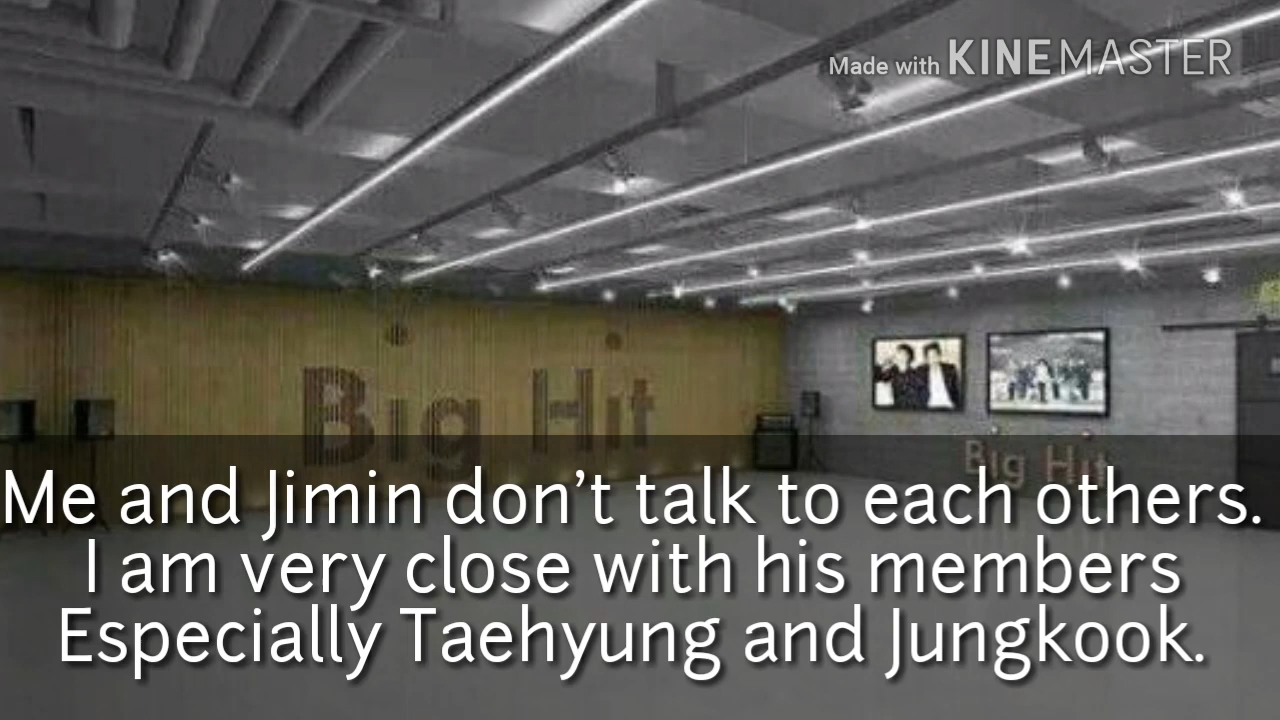 Made with KINEMASTER
Big Hit
Big Hit
Me and Jimin don't talk to each others.
I am very close with his members
Especially Taehyung and Jungkook.